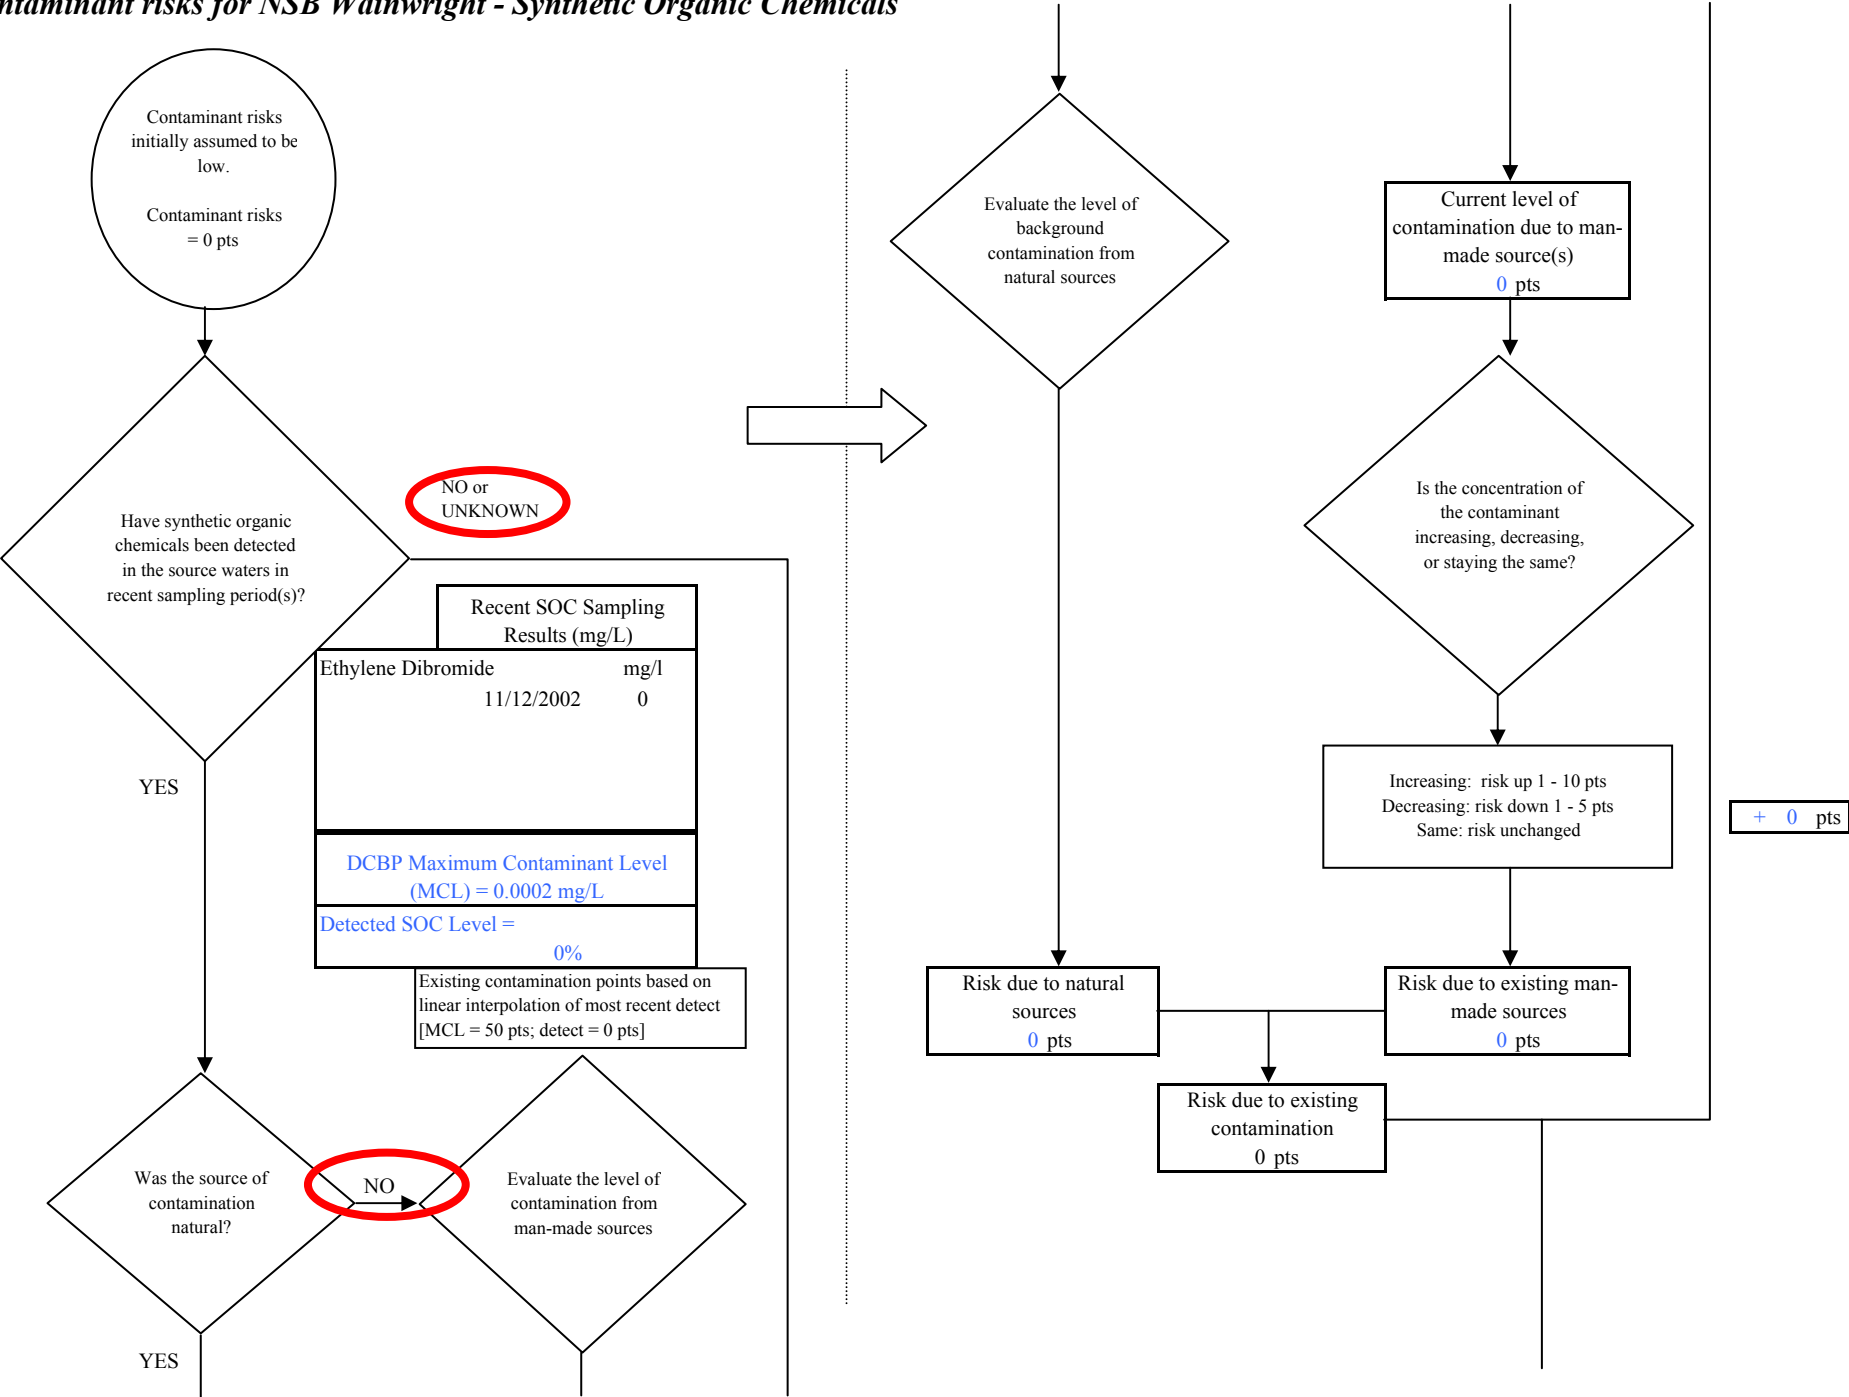 ntaminant risks for NSB Wainwright - Synthetic Organic Chemicals
Contaminant risks
initially assumed to be
low.
Contaminant risks
= 0 pts
Have synthetic organic
chemicals been detected
in the source waters in
recent sampling period(s)?
NO or
UNKNOWN
Recent SOC Sampling
Results (mg/L)
Ethylene Dibromide mg/l
11/12/2002 0
DCBP Maximum Contaminant Level
(MCL) = 0.0002 mg/L
Detected SOC Level =
0%
Existing contamination points based on
linear interpolation of most recent detect
[MCL = 50 pts; detect = 0 pts]
YES
Was the source of
contamination
natural?
NO
Evaluate the level of
contamination from
man-made sources
YES
Evaluate the level of
background
contamination from
natural sources
Current level of
contamination due to man-
made source(s)
0 pts
Is the concentration of
the contaminant
increasing, decreasing,
or staying the same?
Increasing: risk up 1 - 10 pts
Decreasing: risk down 1 - 5 pts
Same: risk unchanged
+ 0 pts
Risk due to natural
sources
0 pts
Risk due to existing man-
made sources
0 pts
Risk due to existing
contamination
0 pts